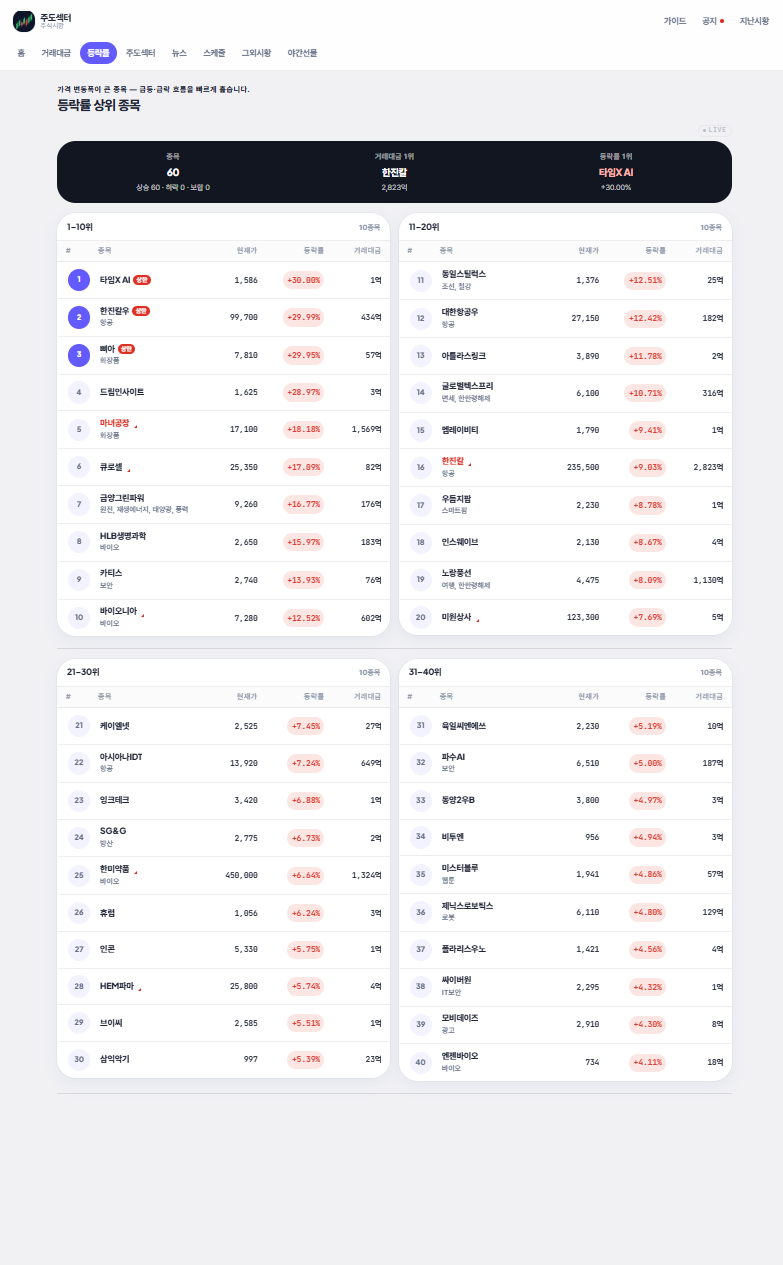 주도섹터
주식시황
가이드 공지 지난시황
홈 거래대금 등락률 주도섹터 뉴스 스케줄 그외시황 야간선물
가격 변동폭이 큰 종목 — 급등·급락 흐름을 빠르게 훑습니다.
등락률 상위 종목
LIVE
종목 거래대금 1위 등락률 1위
60 한진칼 타임X AI
상승 60 · 하락 0 · 보합 0 2,823억 +30.00%
1–10위 10종목
# 종목 현재가 등락률 거래대금
1 타임X AI 상한 1,586 +30.00% 1억
2 한진칼우 상한 99,700 +29.99% 434억
항공
3 뼈아 상한 7,810 +29.95% 57억
화장품
4 드림인사이트 1,625 +28.97% 3억
5 마녀공장 17,100 +18.18% 1,569억
화장품
6 큐로셀 25,350 +17.09% 82억
7 금양그린파워 9,260 +16.77% 176억
원전, 재생에너지, 태양광, 풍력
8 HLB생명과학 2,650 +15.97% 183억
바이오
9 카티스 2,740 +13.93% 76억
보안
10 바이오니아 7,280 +12.52% 602억
바이오
11–20위 10종목
# 종목 현재가 등락률 거래대금
11 동일스틸럭스 1,376 +12.51% 25억
조선, 철강
12 대한항공우 27,150 +12.42% 182억
항공
13 아틀라스링크 3,890 +11.78% 2억
14 글로벌텍스프리 6,100 +10.71% 316억
면세, 한한령해제
15 엠레이비티 1,790 +9.41% 1억
16 한진칼 235,500 +9.03% 2,823억
항공
17 우듬지팜 2,230 +8.78% 1억
스마트팜
18 인스웨이브 2,130 +8.67% 4억
19 노랑풍선 4,475 +8.09% 1,130억
여행, 한한령해제
20 미원상사 123,300 +7.69% 5억
21–30위 10종목
# 종목 현재가 등락률 거래대금
21 케이엘넷 2,525 +7.45% 27억
22 아시아나IDT 13,920 +7.24% 649억
항공
23 잉크테크 3,420 +6.88% 1억
24 SG&G 2,775 +6.73% 2억
방산
25 한미약품 450,000 +6.64% 1,324억
바이오
26 휴럼 1,056 +6.24% 3억
27 인콘 5,330 +5.75% 1억
28 HEM파마 25,800 +5.74% 4억
29 브이씨 2,585 +5.51% 1억
30 삼익악기 997 +5.39% 23억
31–40위 10종목
# 종목 현재가 등락률 거래대금
31 육일씨엔에쓰 2,230 +5.19% 10억
32 파수AI 6,510 +5.00% 187억
보안
33 동양2우B 3,800 +4.97% 3억
34 비투엔 956 +4.94% 3억
35 미스터블루 1,941 +4.86% 57억
웹툰
36 제닉스로보틱스 6,110 +4.80% 129억
로봇
37 폴라리스우노 1,421 +4.56% 4억
38 싸이버원 2,295 +4.32% 1억
IT보안
39 모비데이즈 2,910 +4.30% 8억
광고
40 엔젠바이오 734 +4.11% 18억
바이오